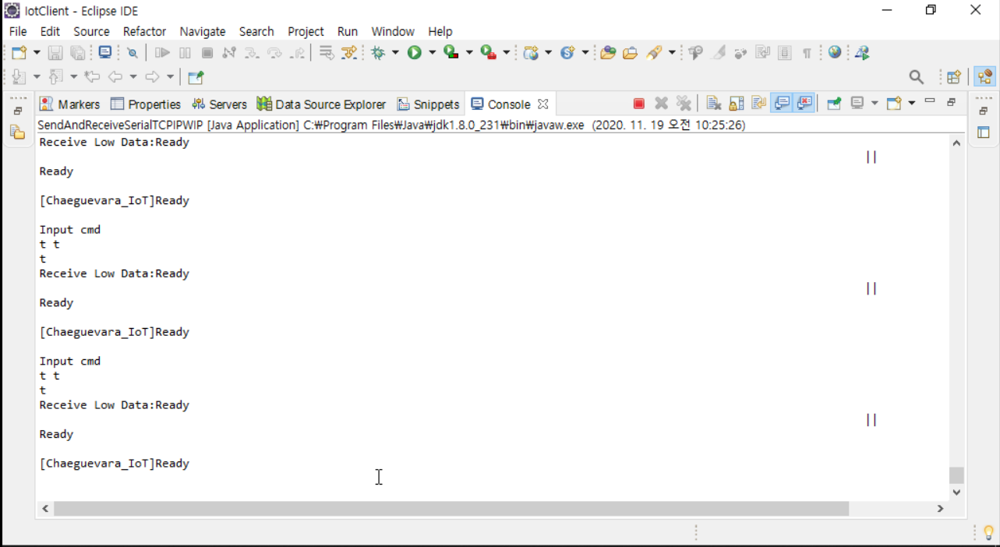 IotClient - Eclipse IDE
File Edit Source Refactor Navigate Search Project Run Window Help
Markers Properties Servers Data Source Explorer Snippets Console
SendAndReceiveSerialTCPIPWIP [Java Application] C:₩Program Files₩Java₩jdk1.8.0_231₩bin₩javaw.exe (2020. 11. 19 오전 10:25:26)
Receive Low Data:Ready
||
Ready
[Chaeguevara_IoT]Ready
Input cmd
t t
t
Receive Low Data:Ready
||
Ready
[Chaeguevara_IoT]Ready
Input cmd
t t
t
Receive Low Data:Ready
||
Ready
[Chaeguevara_IoT]Ready